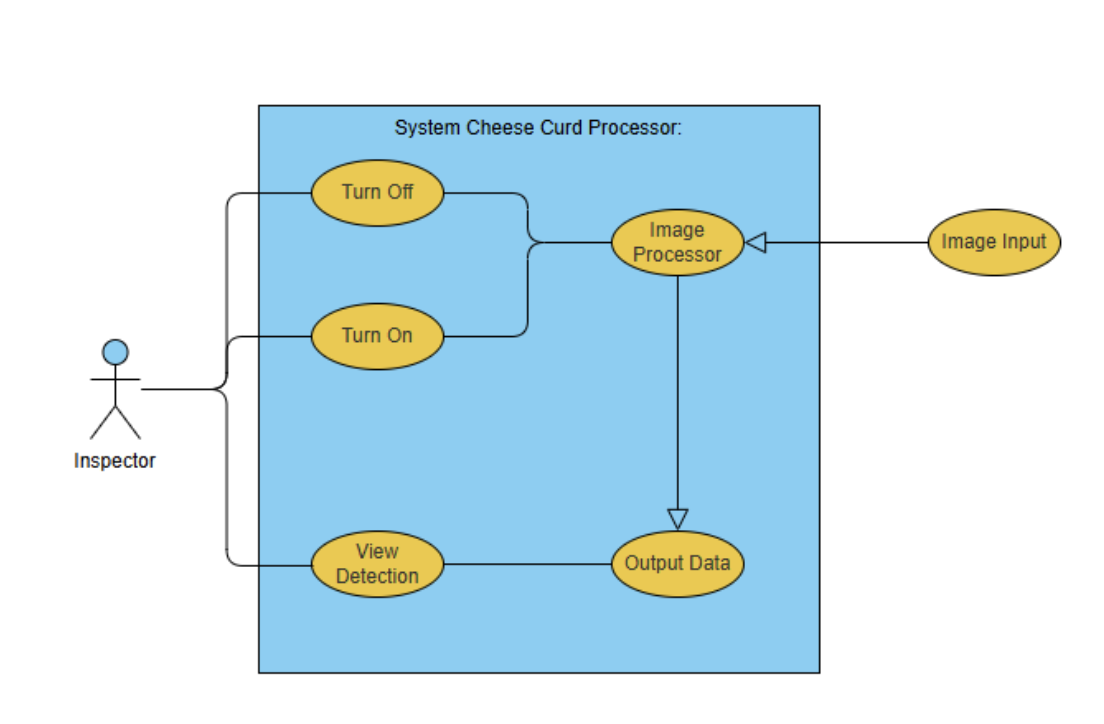 System Cheese Curd Processor:
Turn Off
Image
Processor
Image Input
Turn On
Inspector
View
Detection
Output Data